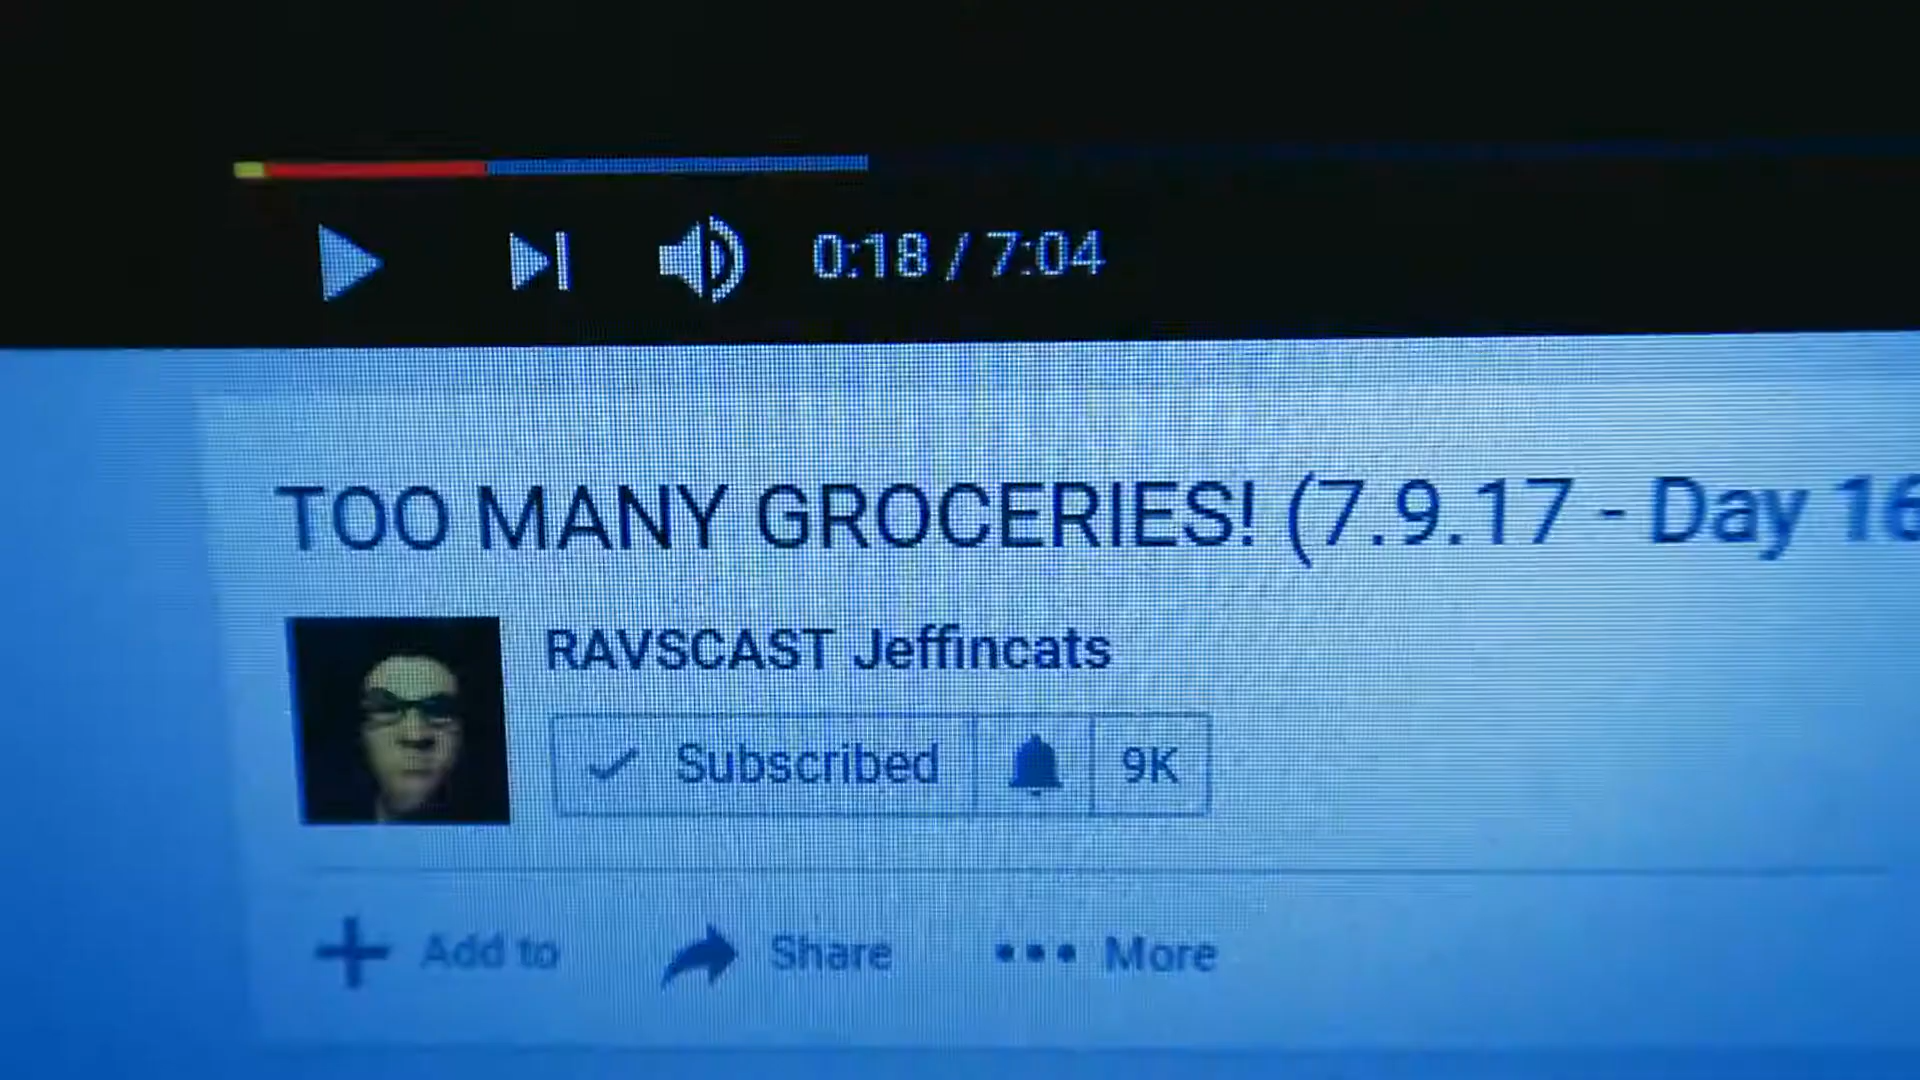 0:18 / 7:04
TOO MANY GROCERIES! (7.9.17 - Day 16
RAVSCAST Jeffincats
Subscribed 9K
Add to Share More